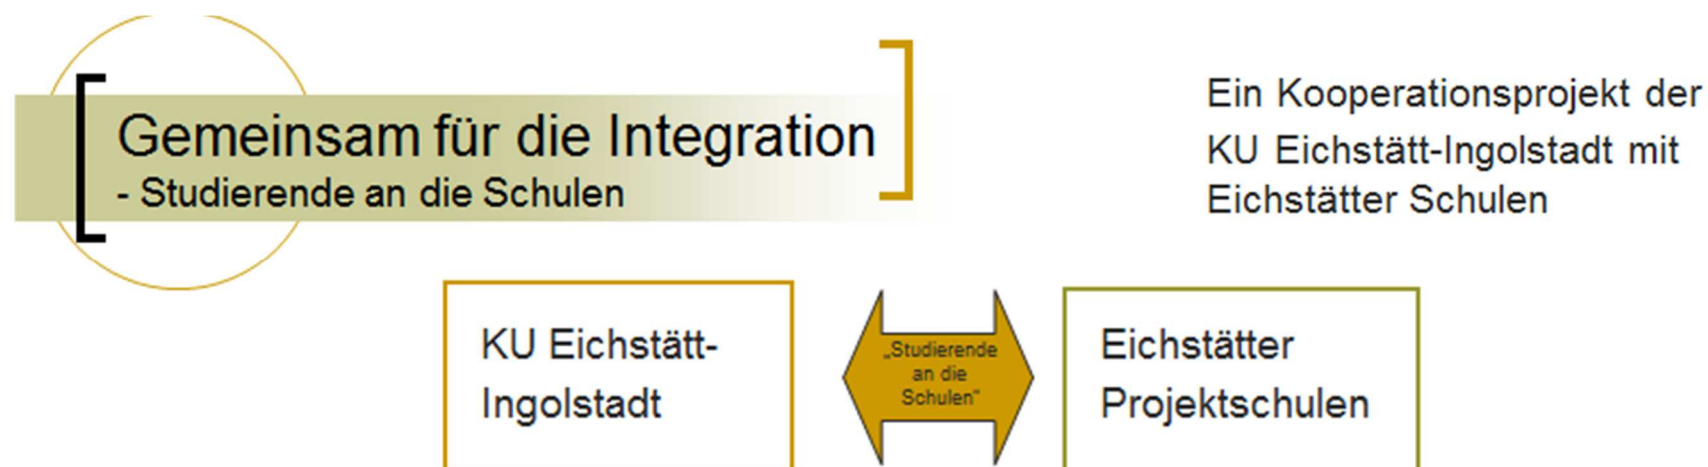 Gemeinsam für die Integration
- Studierende an die Schulen
Ein Kooperationsprojekt der
KU Eichstätt-Ingolstadt mit
Eichstätter Schulen
KU Eichstätt-
Ingolstadt
„Studierende
an die
Schulen“
Eichstätter
Projektschulen